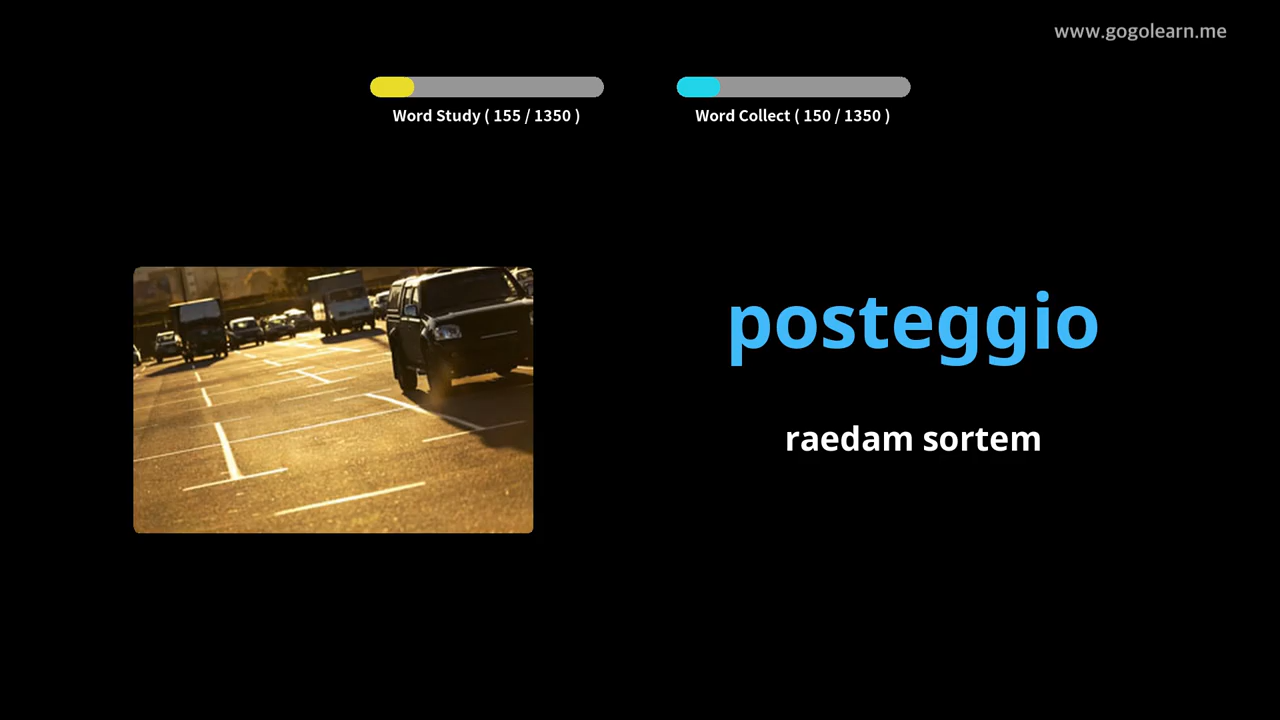 www.gogolearn.me
Word Study ( 155 / 1350 )
Word Collect ( 150 / 1350 )
posteggio
raedam sortem